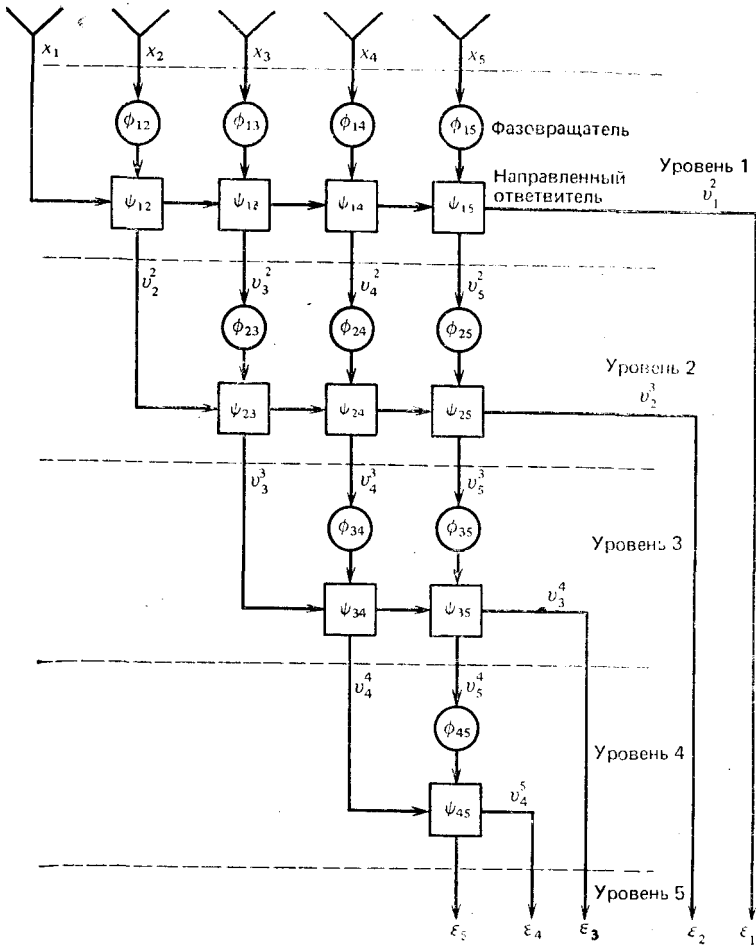 x₁ x₂ x₃ x₄ x₅
ϕ₁₂ ϕ₁₃ ϕ₁₄ ϕ₁₅ Фазовращатель
Уровень 1
Направленный
ответвитель
ψ₁₂ ψ₁₃ ψ₁₄ ψ₁₅ υ₁²
υ₂² υ₃² υ₄² υ₅²
ϕ₂₃ ϕ₂₄ ϕ₂₅
Уровень 2
ψ₂₃ ψ₂₄ ψ₂₅ υ₂³
υ₃³ υ₄³ υ₅³
ϕ₃₄ ϕ₃₅ Уровень 3
ψ₃₄ ψ₃₅ υ₃⁴
υ₄⁴ υ₅⁴
ϕ₄₅ Уровень 4
ψ₄₅ υ₄⁵
Уровень 5
ε₅ ε₄ ε₃ ε₂ ε₁